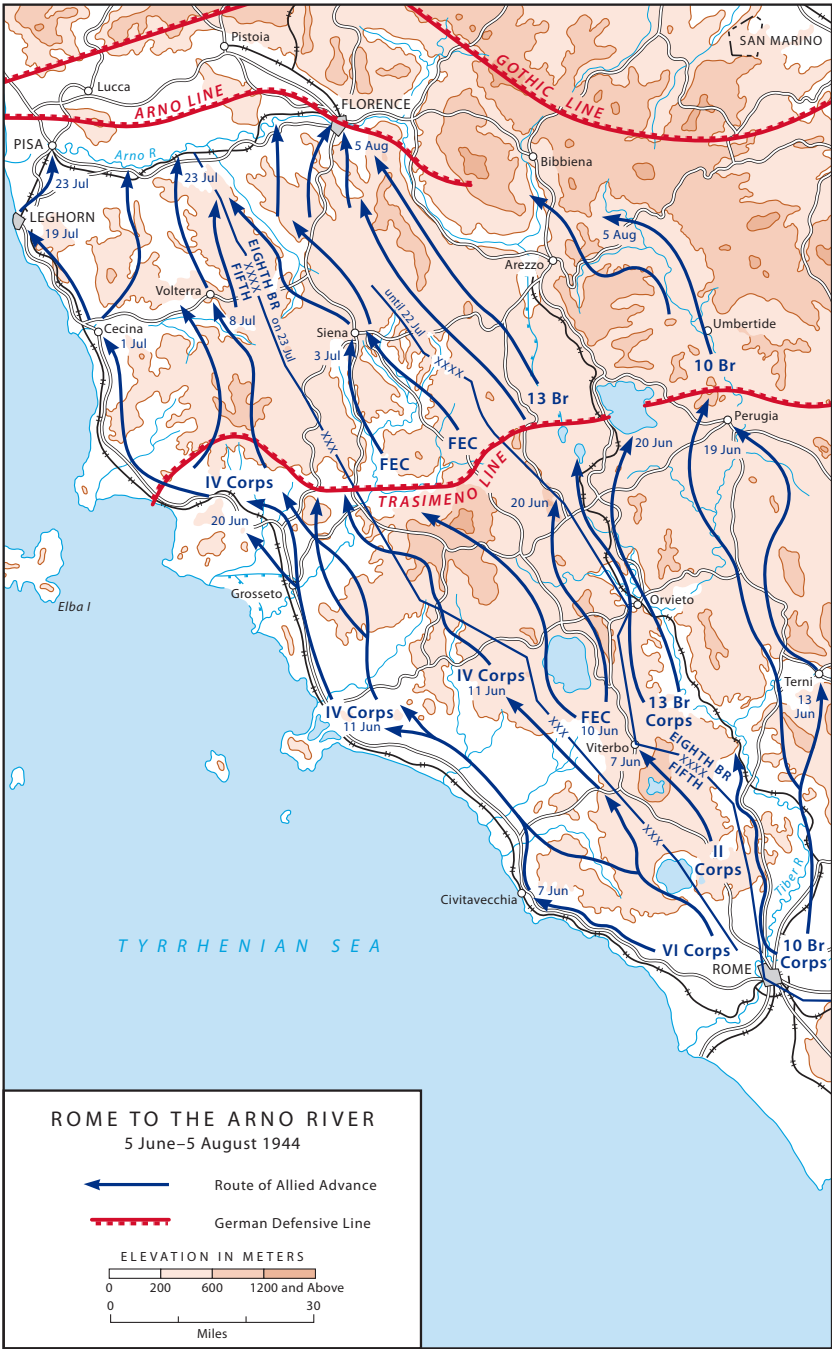 Pistoia
SAN MARINO
Lucca
GOTHIC LINE
ARNO LINE
FLORENCE
PISA
Arno R
5 Aug
Bibbiena
23 Jul
23 Jul
LEGHORN
19 Jul
5 Aug
EIGHTH BR
XXXX
FIFTH
on 23 Jul
Arezzo
Volterra
until 22 Jul
8 Jul
Cecina
1 Jul
Siena
3 Jul
Umbertide
XXXX
10 Br
13 Br
Perugia
19 Jun
XXX
FEC
20 Jun
FEC
IV Corps
TRASIMENO LINE
20 Jun
20 Jun
Grosseto
Elba I
Orvieto
IV Corps
11 Jun
Terni
13
Jun
IV Corps
11 Jun
FEC
10 Jun
13 Br
Corps
XXX
Viterbo
7 Jun
EIGHTH BR
XXXX
FIFTH
XXX
II
Corps
Tiber R
7 Jun
Civitavecchia
VI Corps
10 Br
Corps
TYRRHENIAN SEA
ROME
ROME TO THE ARNO RIVER
5 June–5 August 1944
Route of Allied Advance
German Defensive Line
ELEVATION IN METERS
0 200 600 1200 and Above
0 30
Miles